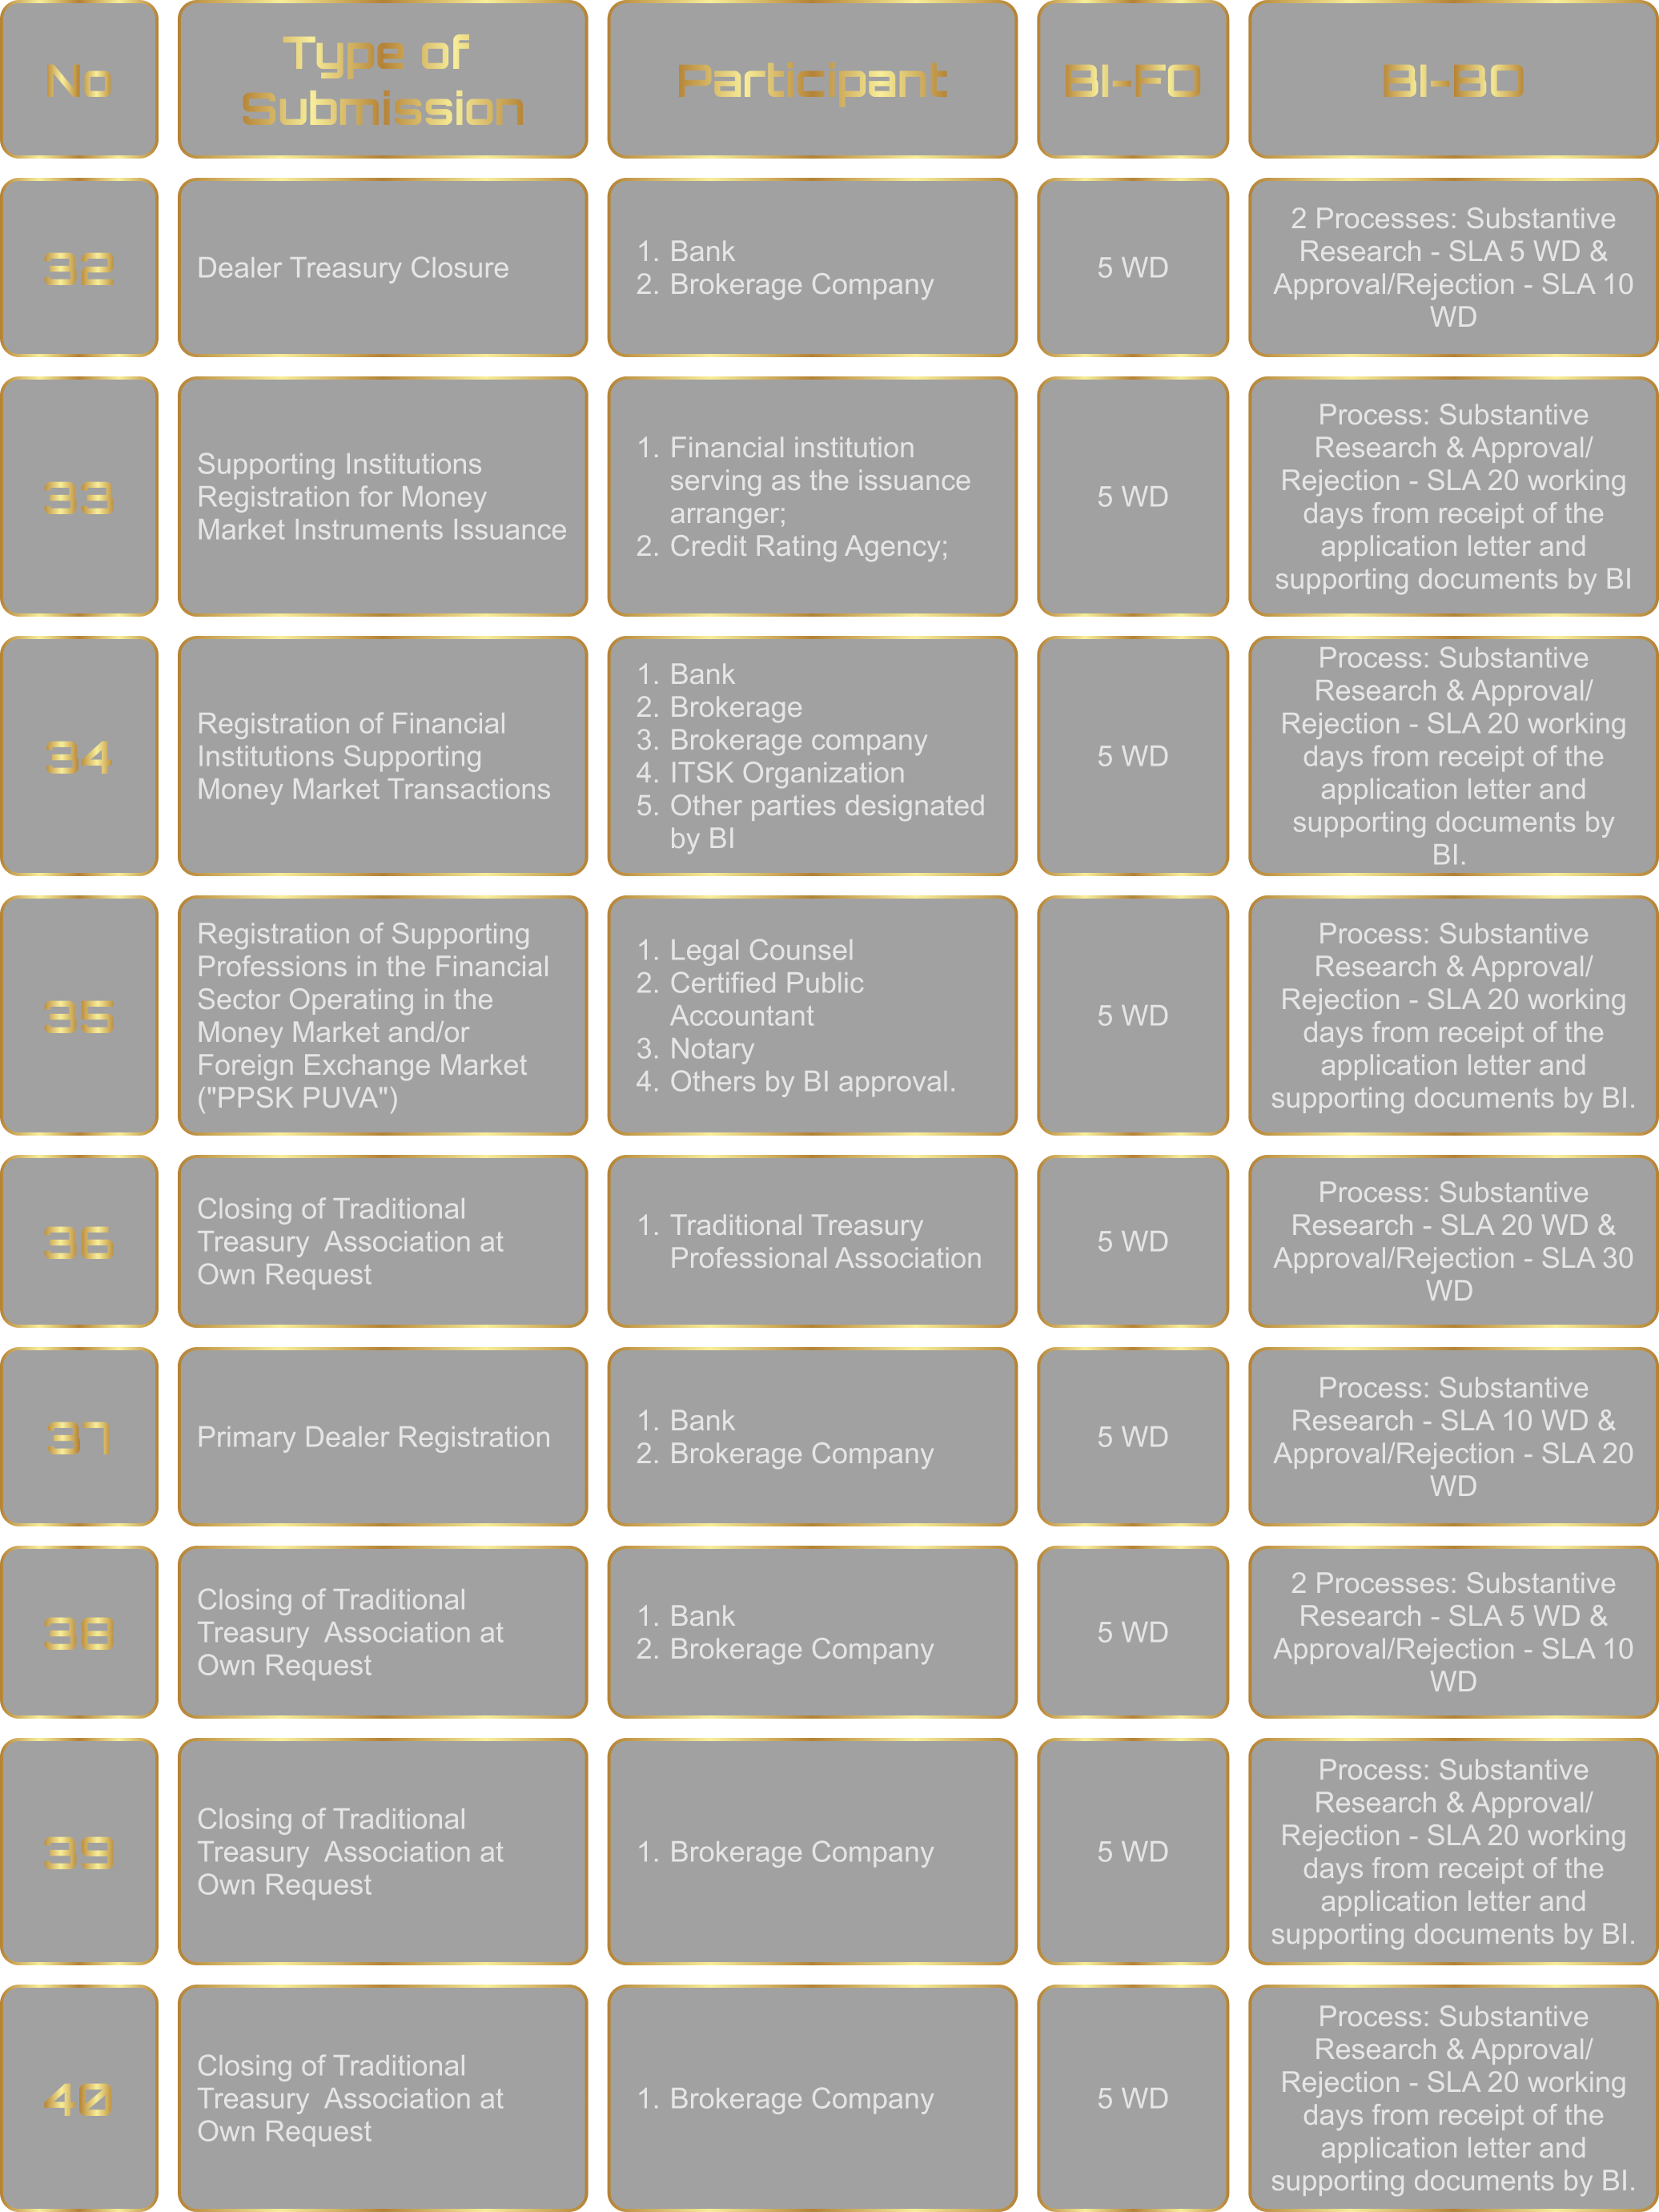 No
Type of
Submission
Participant
BI-FO
BI-BO
32
Dealer Treasury Closure
1. Bank
2. Brokerage Company
5 WD
2 Processes: Substantive
Research - SLA 5 WD &
Approval/Rejection - SLA 10
WD
33
Supporting Institutions
Registration for Money
Market Instruments Issuance
1. Financial institution
serving as the issuance
arranger;
2. Credit Rating Agency;
5 WD
Process: Substantive
Research & Approval/
Rejection - SLA 20 working
days from receipt of the
application letter and
supporting documents by BI
34
Registration of Financial
Institutions Supporting
Money Market Transactions
1. Bank
2. Brokerage
3. Brokerage company
4. ITSK Organization
5. Other parties designated
by BI
5 WD
Process: Substantive
Research & Approval/
Rejection - SLA 20 working
days from receipt of the
application letter and
supporting documents by
BI.
35
Registration of Supporting
Professions in the Financial
Sector Operating in the
Money Market and/or
Foreign Exchange Market
("PPSK PUVA")
1. Legal Counsel
2. Certified Public
Accountant
3. Notary
4. Others by BI approval.
5 WD
Process: Substantive
Research & Approval/
Rejection - SLA 20 working
days from receipt of the
application letter and
supporting documents by BI.
36
Closing of Traditional
Treasury  Association at
Own Request
1. Traditional Treasury
Professional Association
5 WD
Process: Substantive
Research - SLA 20 WD &
Approval/Rejection - SLA 30
WD
37
Primary Dealer Registration
1. Bank
2. Brokerage Company
5 WD
Process: Substantive
Research - SLA 10 WD &
Approval/Rejection - SLA 20
WD
38
Closing of Traditional
Treasury  Association at
Own Request
1. Bank
2. Brokerage Company
5 WD
2 Processes: Substantive
Research - SLA 5 WD &
Approval/Rejection - SLA 10
WD
39
Closing of Traditional
Treasury  Association at
Own Request
1. Brokerage Company
5 WD
Process: Substantive
Research & Approval/
Rejection - SLA 20 working
days from receipt of the
application letter and
supporting documents by BI.
40
Closing of Traditional
Treasury  Association at
Own Request
1. Brokerage Company
5 WD
Process: Substantive
Research & Approval/
Rejection - SLA 20 working
days from receipt of the
application letter and
supporting documents by BI.